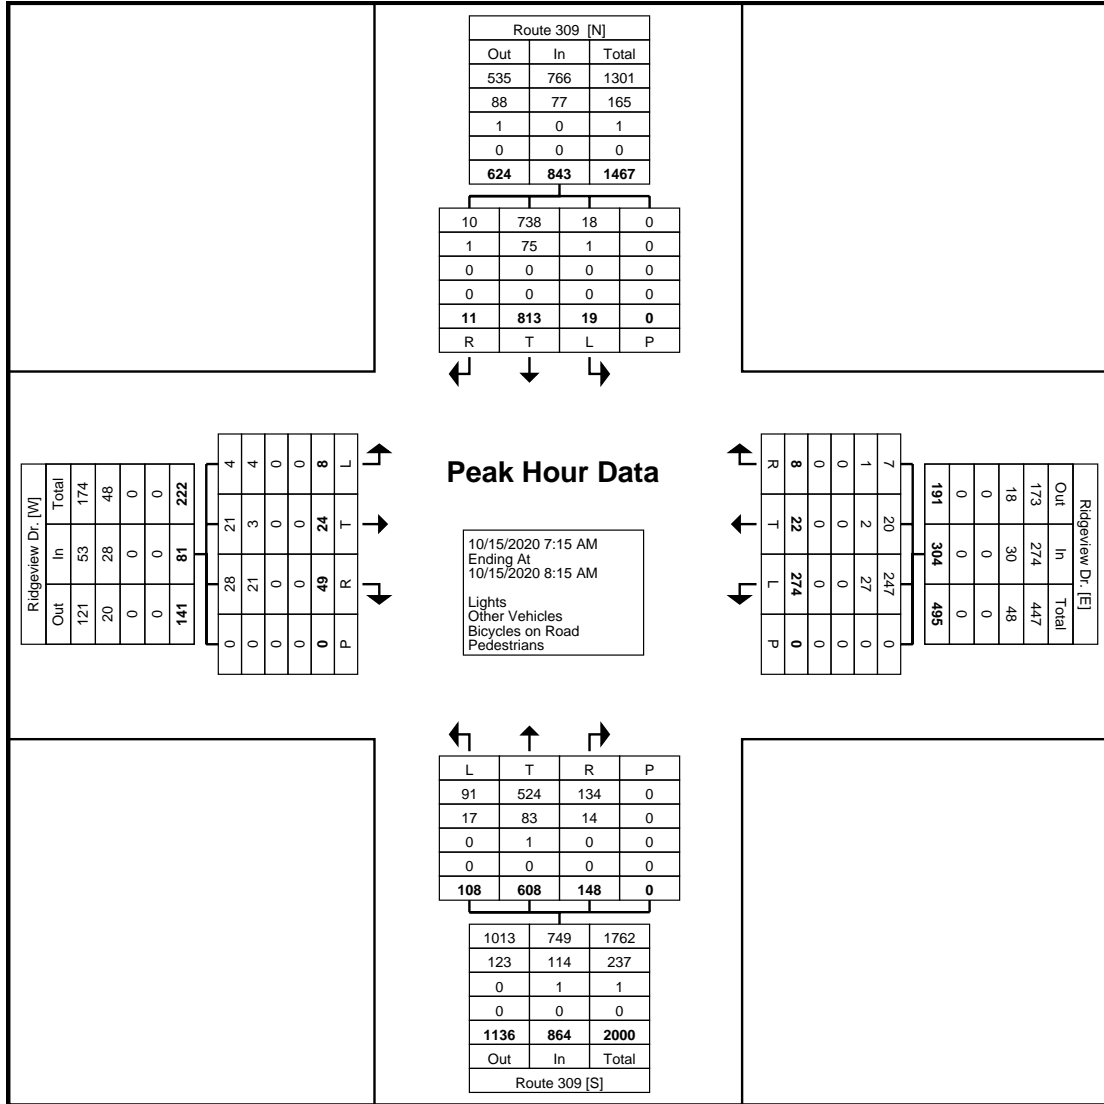 Route 309 [N]
Out In Total
535 766 1301
88 77 165
1 0 1
0 0 0
624 843 1467
10 738 18 0
1 75 1 0
0 0 0 0
0 0 0 0
11 813 19 0
R T L P
Ridgeview Dr. [W]
Total 174 48 0 0 222
In 53 28 0 0 81
Out 121 20 0 0 141
4 4 0 0 8 L
21 3 0 0 24 T
28 21 0 0 49 R
0 0 0 0 0 P
Peak Hour Data
10/15/2020 7:15 AM
Ending At
10/15/2020 8:15 AM
Lights
Other Vehicles
Bicycles on Road
Pedestrians
R 8 0 0 1 7
T 22 0 0 2 20
L 274 0 0 27 247
P 0 0 0 0 0
Ridgeview Dr. [E]
191 0 0 18 173 Out
304 0 0 30 274 In
495 0 0 48 447 Total
L T R P
91 524 134 0
17 83 14 0
0 1 0 0
0 0 0 0
108 608 148 0
1013 749 1762
123 114 237
0 1 1
0 0 0
1136 864 2000
Out In Total
Route 309 [S]